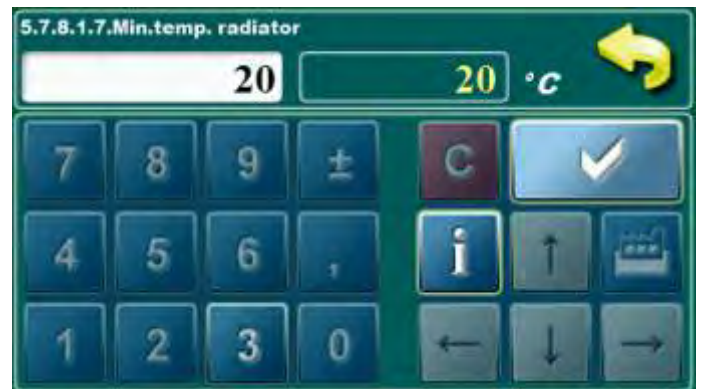 5.7.8.1.7.Min.temp. radiator
20 20 °C
7 8 9 ± C
4 5 6 , i ↑
1 2 3 0 ← ↓ →